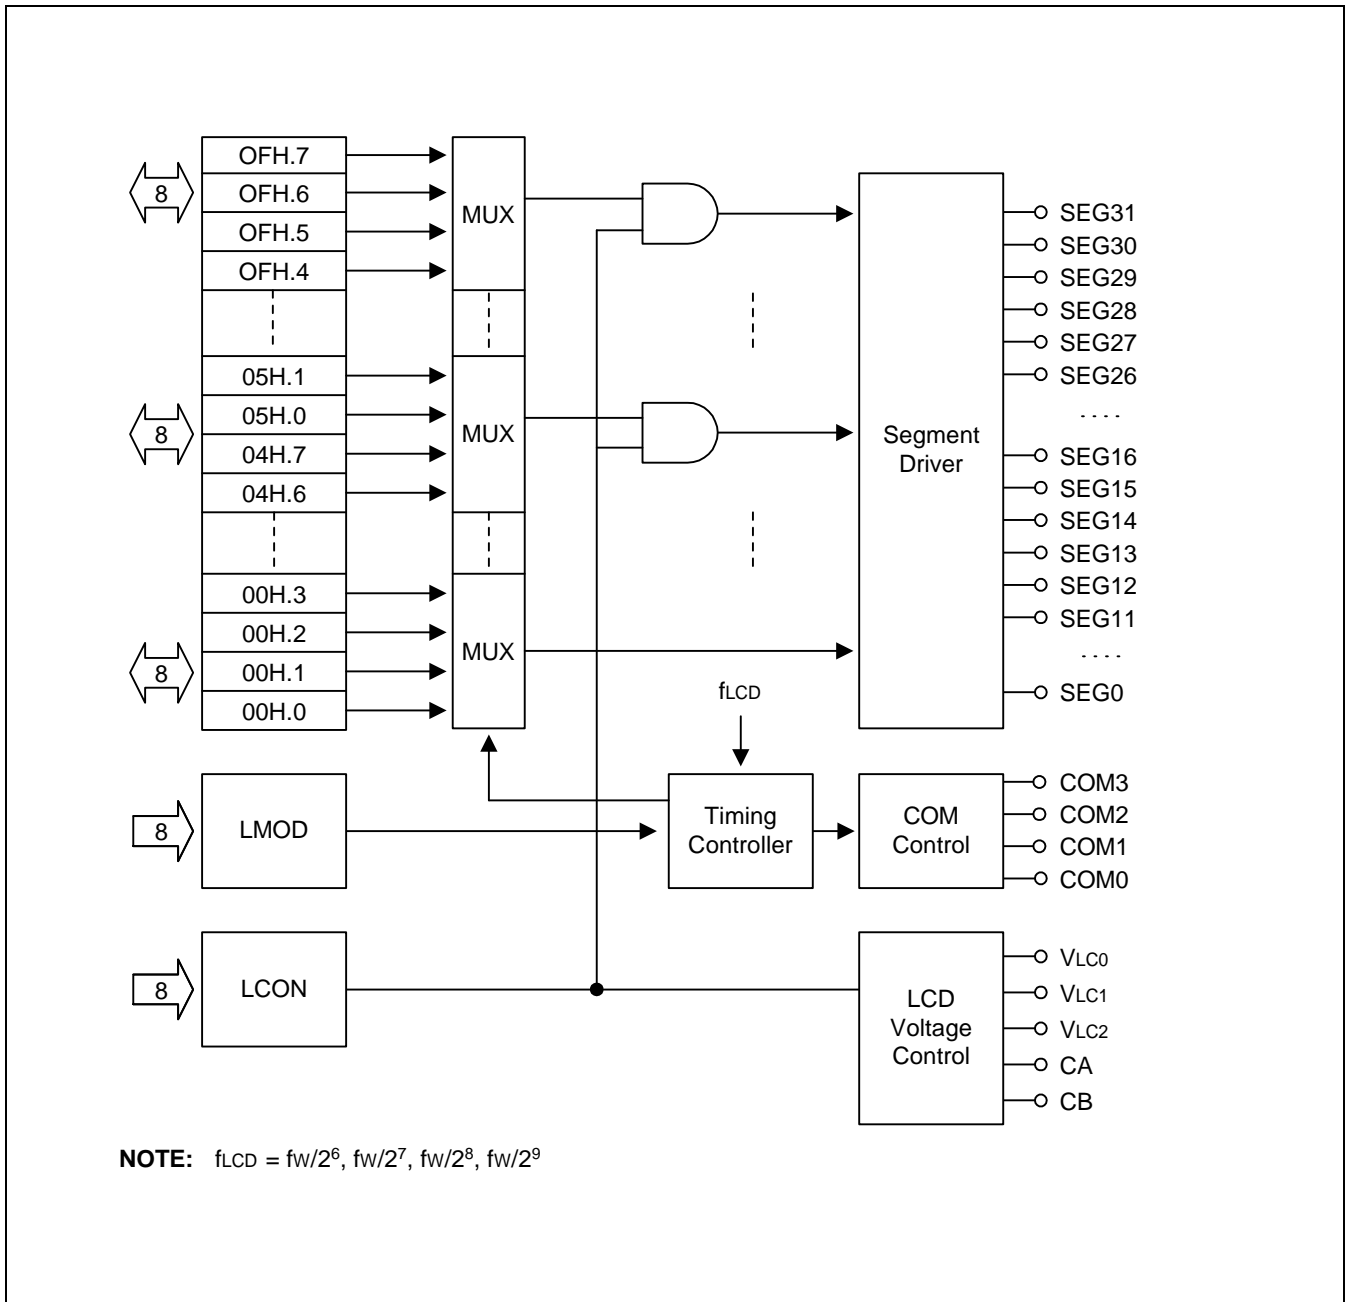 OFH.7
OFH.6
OFH.5
OFH.4
8
05H.1
05H.0
04H.7
04H.6
8
00H.3
00H.2
00H.1
00H.0
8
MUX
MUX
MUX
Segment
Driver
SEG31
SEG30
SEG29
SEG28
SEG27
SEG26
SEG16
SEG15
SEG14
SEG13
SEG12
SEG11
SEG0
fLCD
8
LMOD
Timing
Controller
COM
Control
COM3
COM2
COM1
COM0
8
LCON
LCD
Voltage
Control
VLC0
VLC1
VLC2
CA
CB
NOTE: fLCD = fw/2⁶, fw/2⁷, fw/2⁸, fw/2⁹